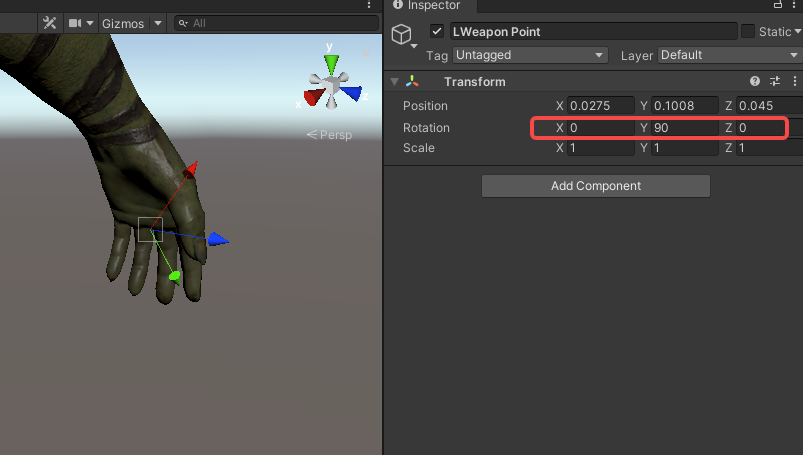 Inspector
Gizmos All
LWeapon Point Static
Tag Untagged Layer Default
Transform
Position X 0.0275 Y 0.1008 Z 0.045
Rotation X 0 Y 90 Z 0
Scale X 1 Y 1 Z 1
Add Component
y
x
z
Persp